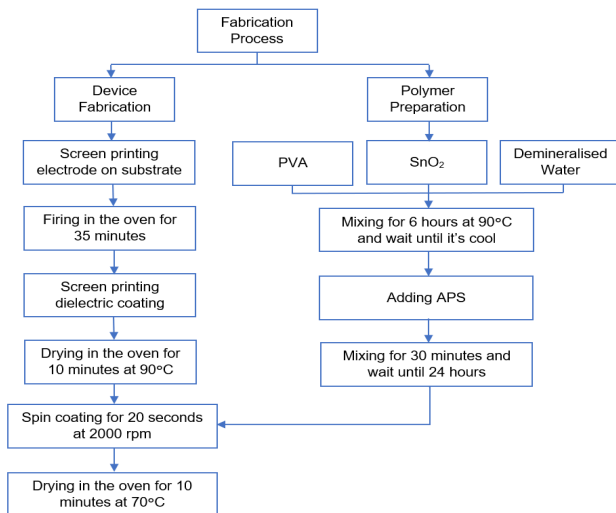 Fabrication
Process
Device
Fabrication
Polymer
Preparation
Screen printing
electrode on substrate
PVA
SnO₂
Demineralised
Water
Firing in the oven for
35 minutes
Mixing for 6 hours at 90°C
and wait until it's cool
Screen printing
dielectric coating
Adding APS
Drying in the oven for
10 minutes at 90°C
Mixing for 30 minutes and
wait until 24 hours
Spin coating for 20 seconds
at 2000 rpm
Drying in the oven for 10
minutes at 70°C